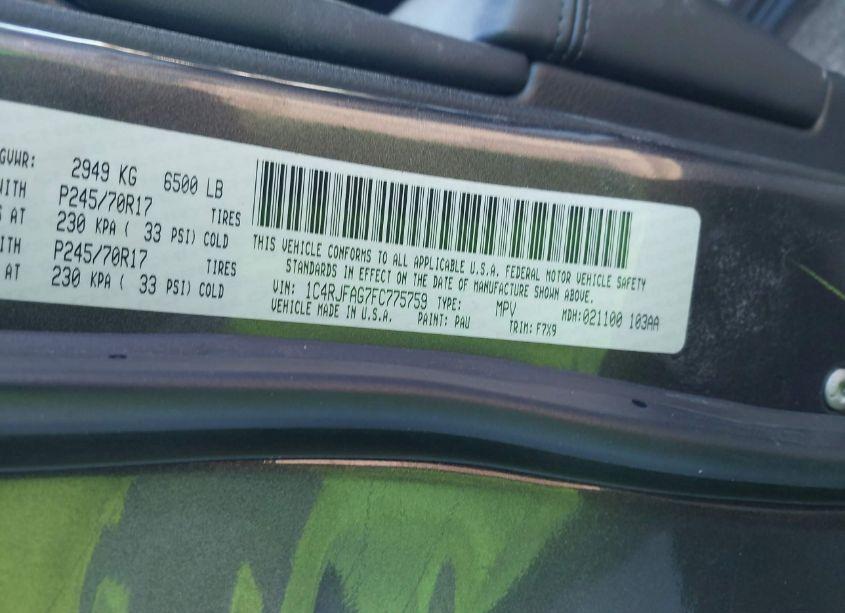 GVWR: 2949 KG 6500 LB
WITH P245/70R17 TIRES
S AT 230 KPA ( 33 PSI) COLD
WITH P245/70R17 TIRES
AT 230 KPA ( 33 PSI) COLD
THIS VEHICLE CONFORMS TO ALL APPLICABLE U.S.A. FEDERAL MOTOR VEHICLE SAFETY
STANDARDS IN EFFECT ON THE DATE OF MANUFACTURE SHOWN ABOVE.
VIN: 1C4RJFAG7FC775759 TYPE: MPV MDH:021100 103AA
VEHICLE MADE IN U.S.A. PAINT: PAU TRIM: F7X9